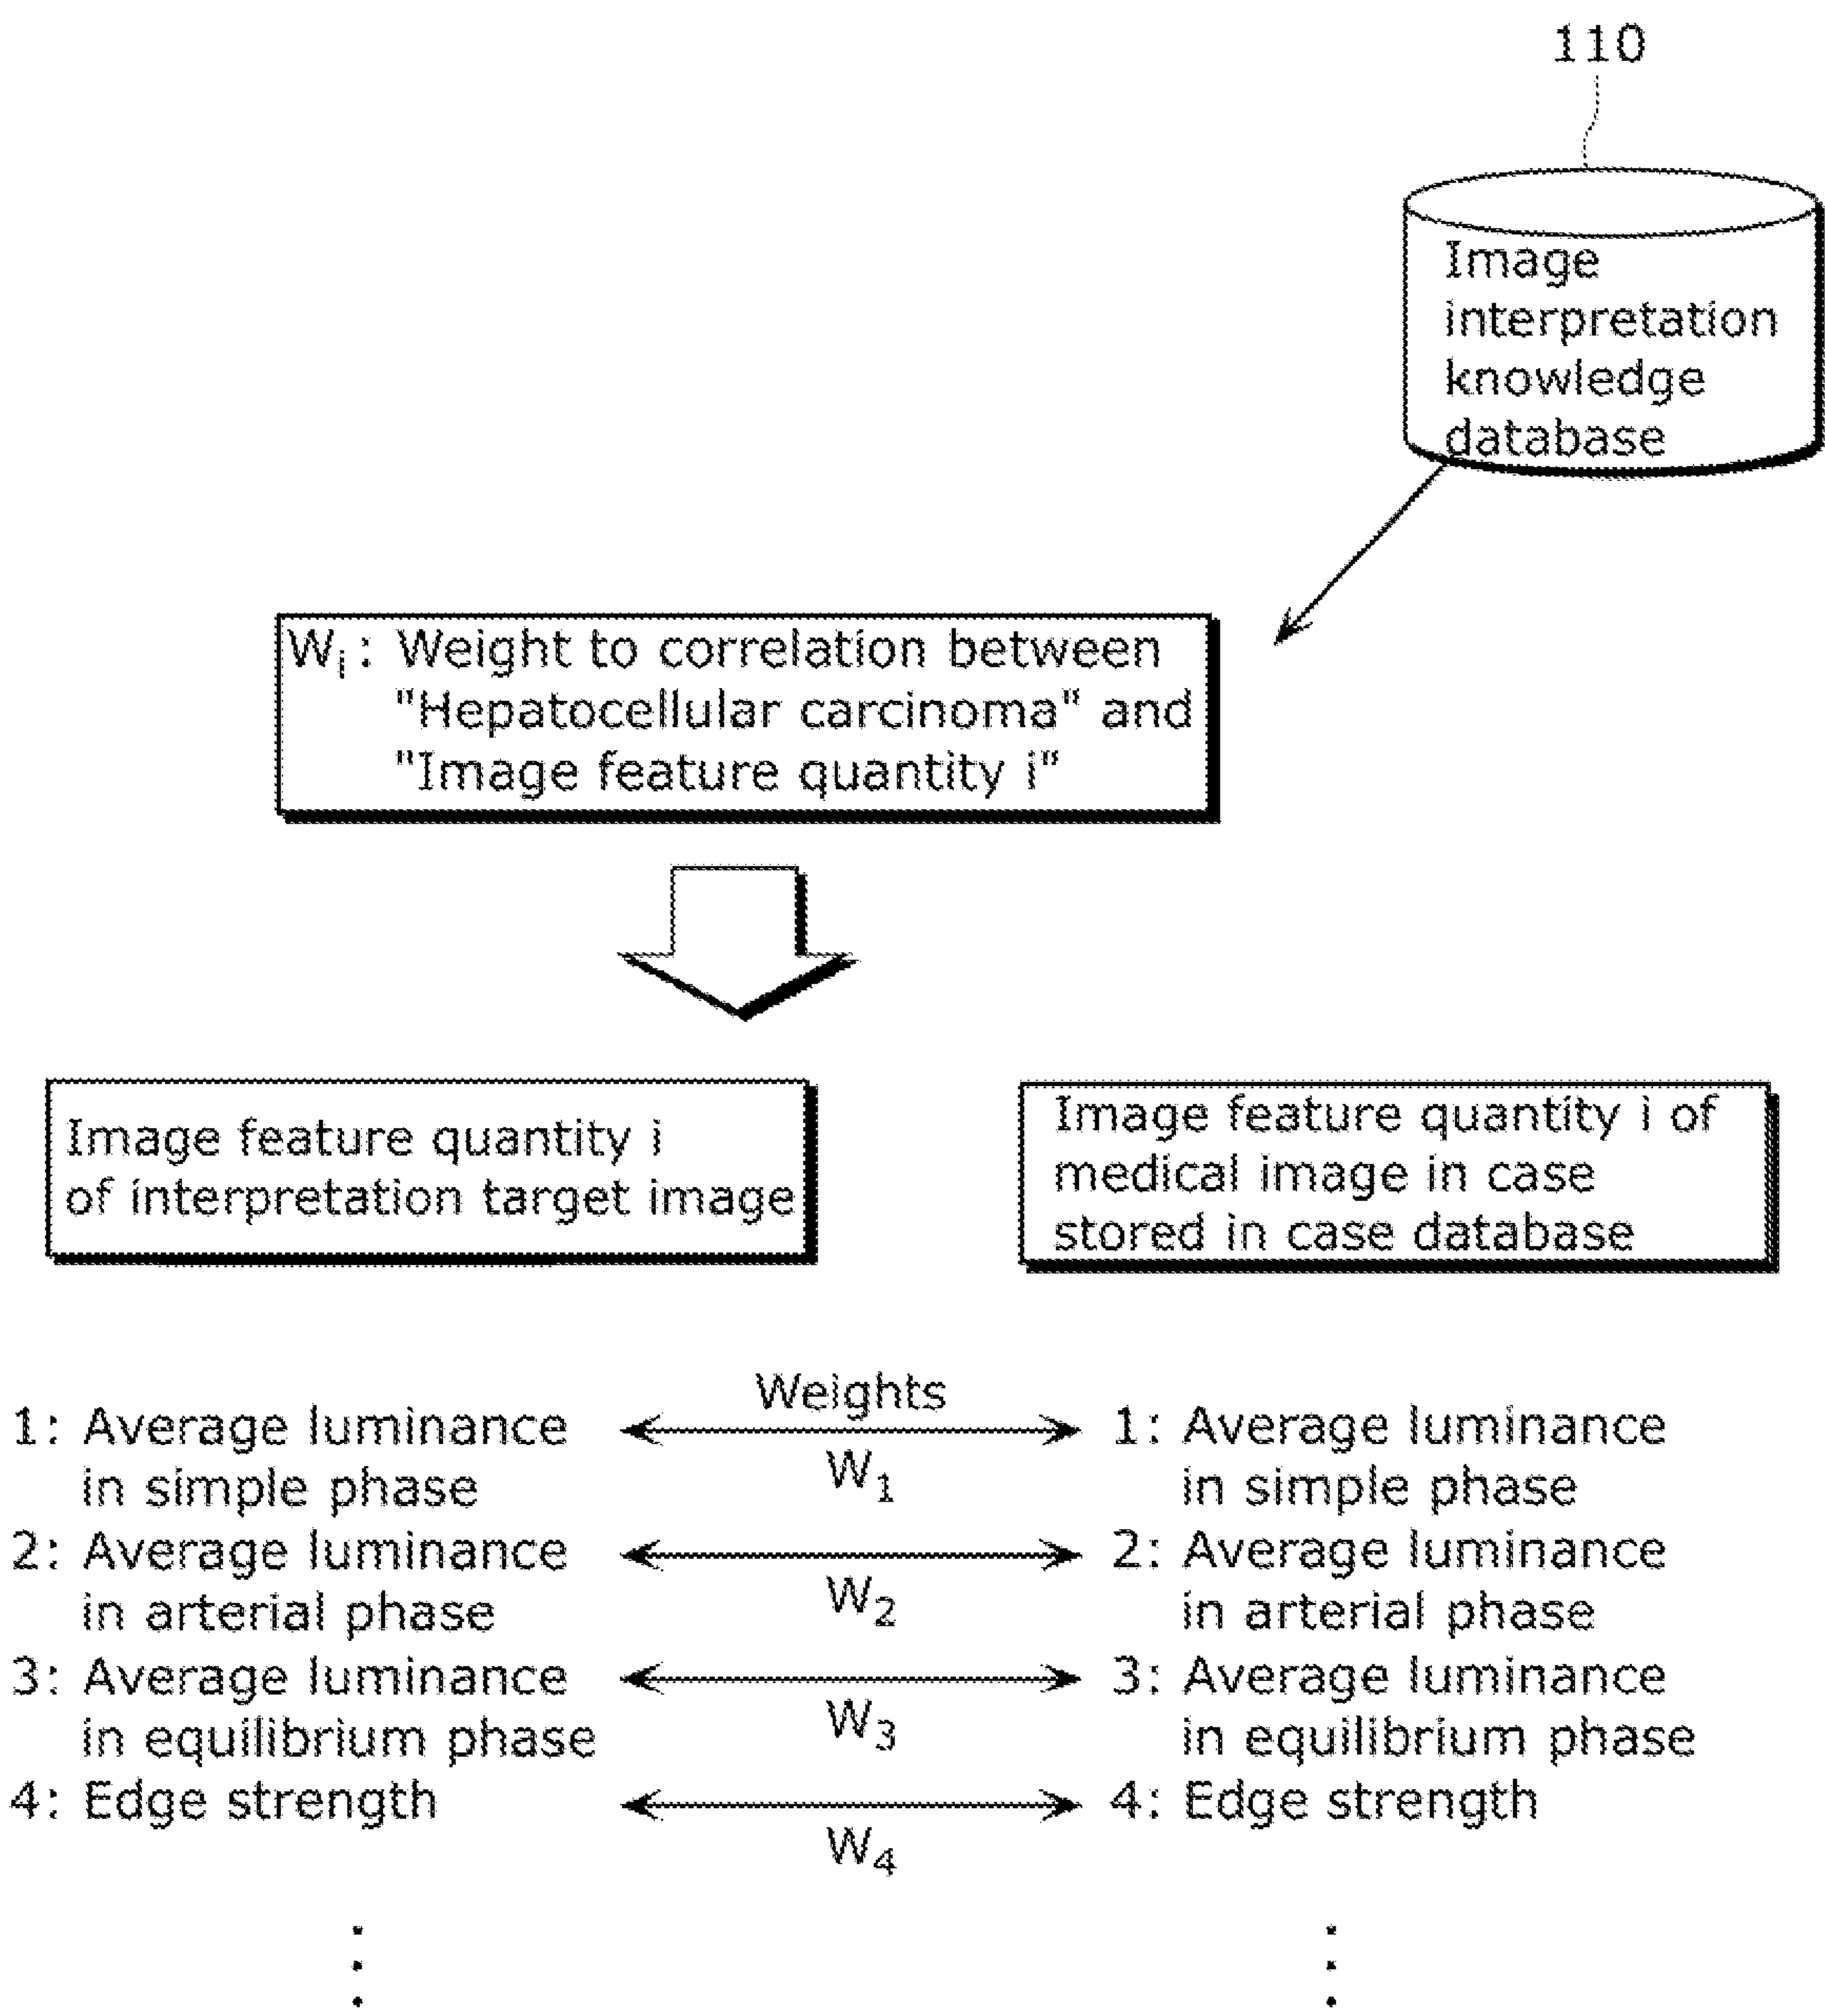 110
Image
interpretation
knowledge
database
Wi : Weight to correlation between
"Hepatocellular carcinoma" and
"Image feature quantity i"
Image feature quantity i
of interpretation target image
Image feature quantity i of
medical image in case
stored in case database
Weights
1: Average luminance
in simple phase
W1
1: Average luminance
in simple phase
2: Average luminance
in arterial phase
W2
2: Average luminance
in arterial phase
3: Average luminance
in equilibrium phase
W3
3: Average luminance
in equilibrium phase
4: Edge strength
W4
4: Edge strength